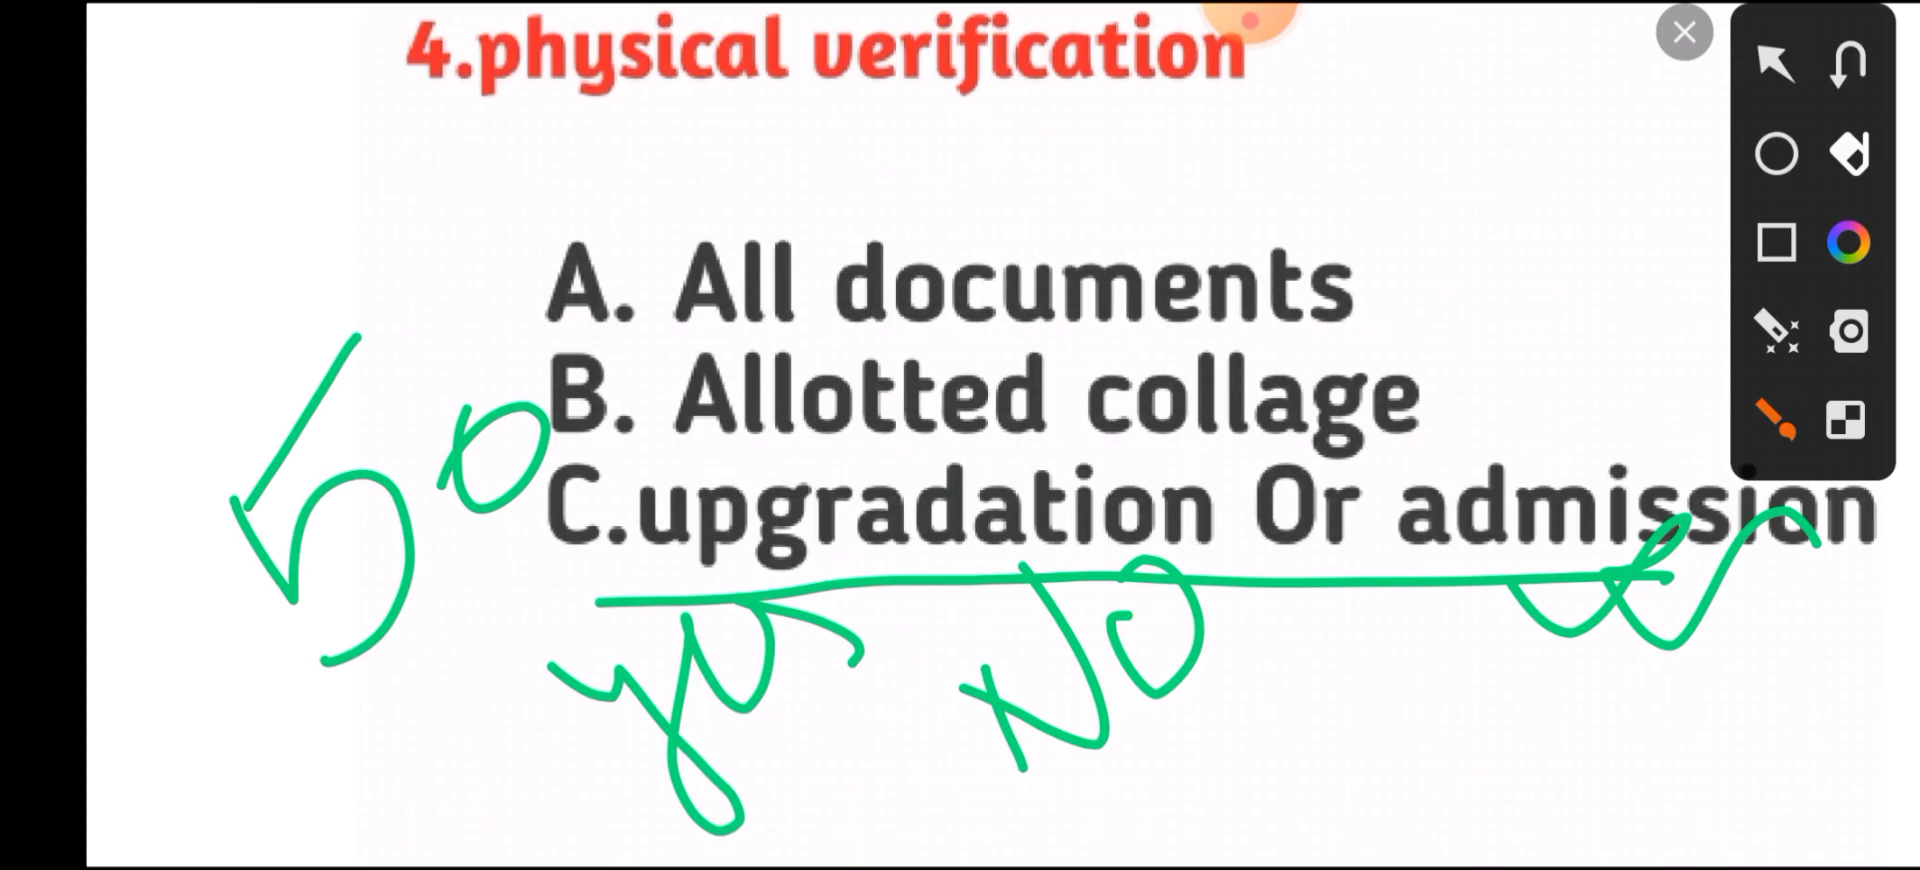 4.physical verification
A. All documents
B. Allotted collage
50
C.upgradation Or admission
yes No